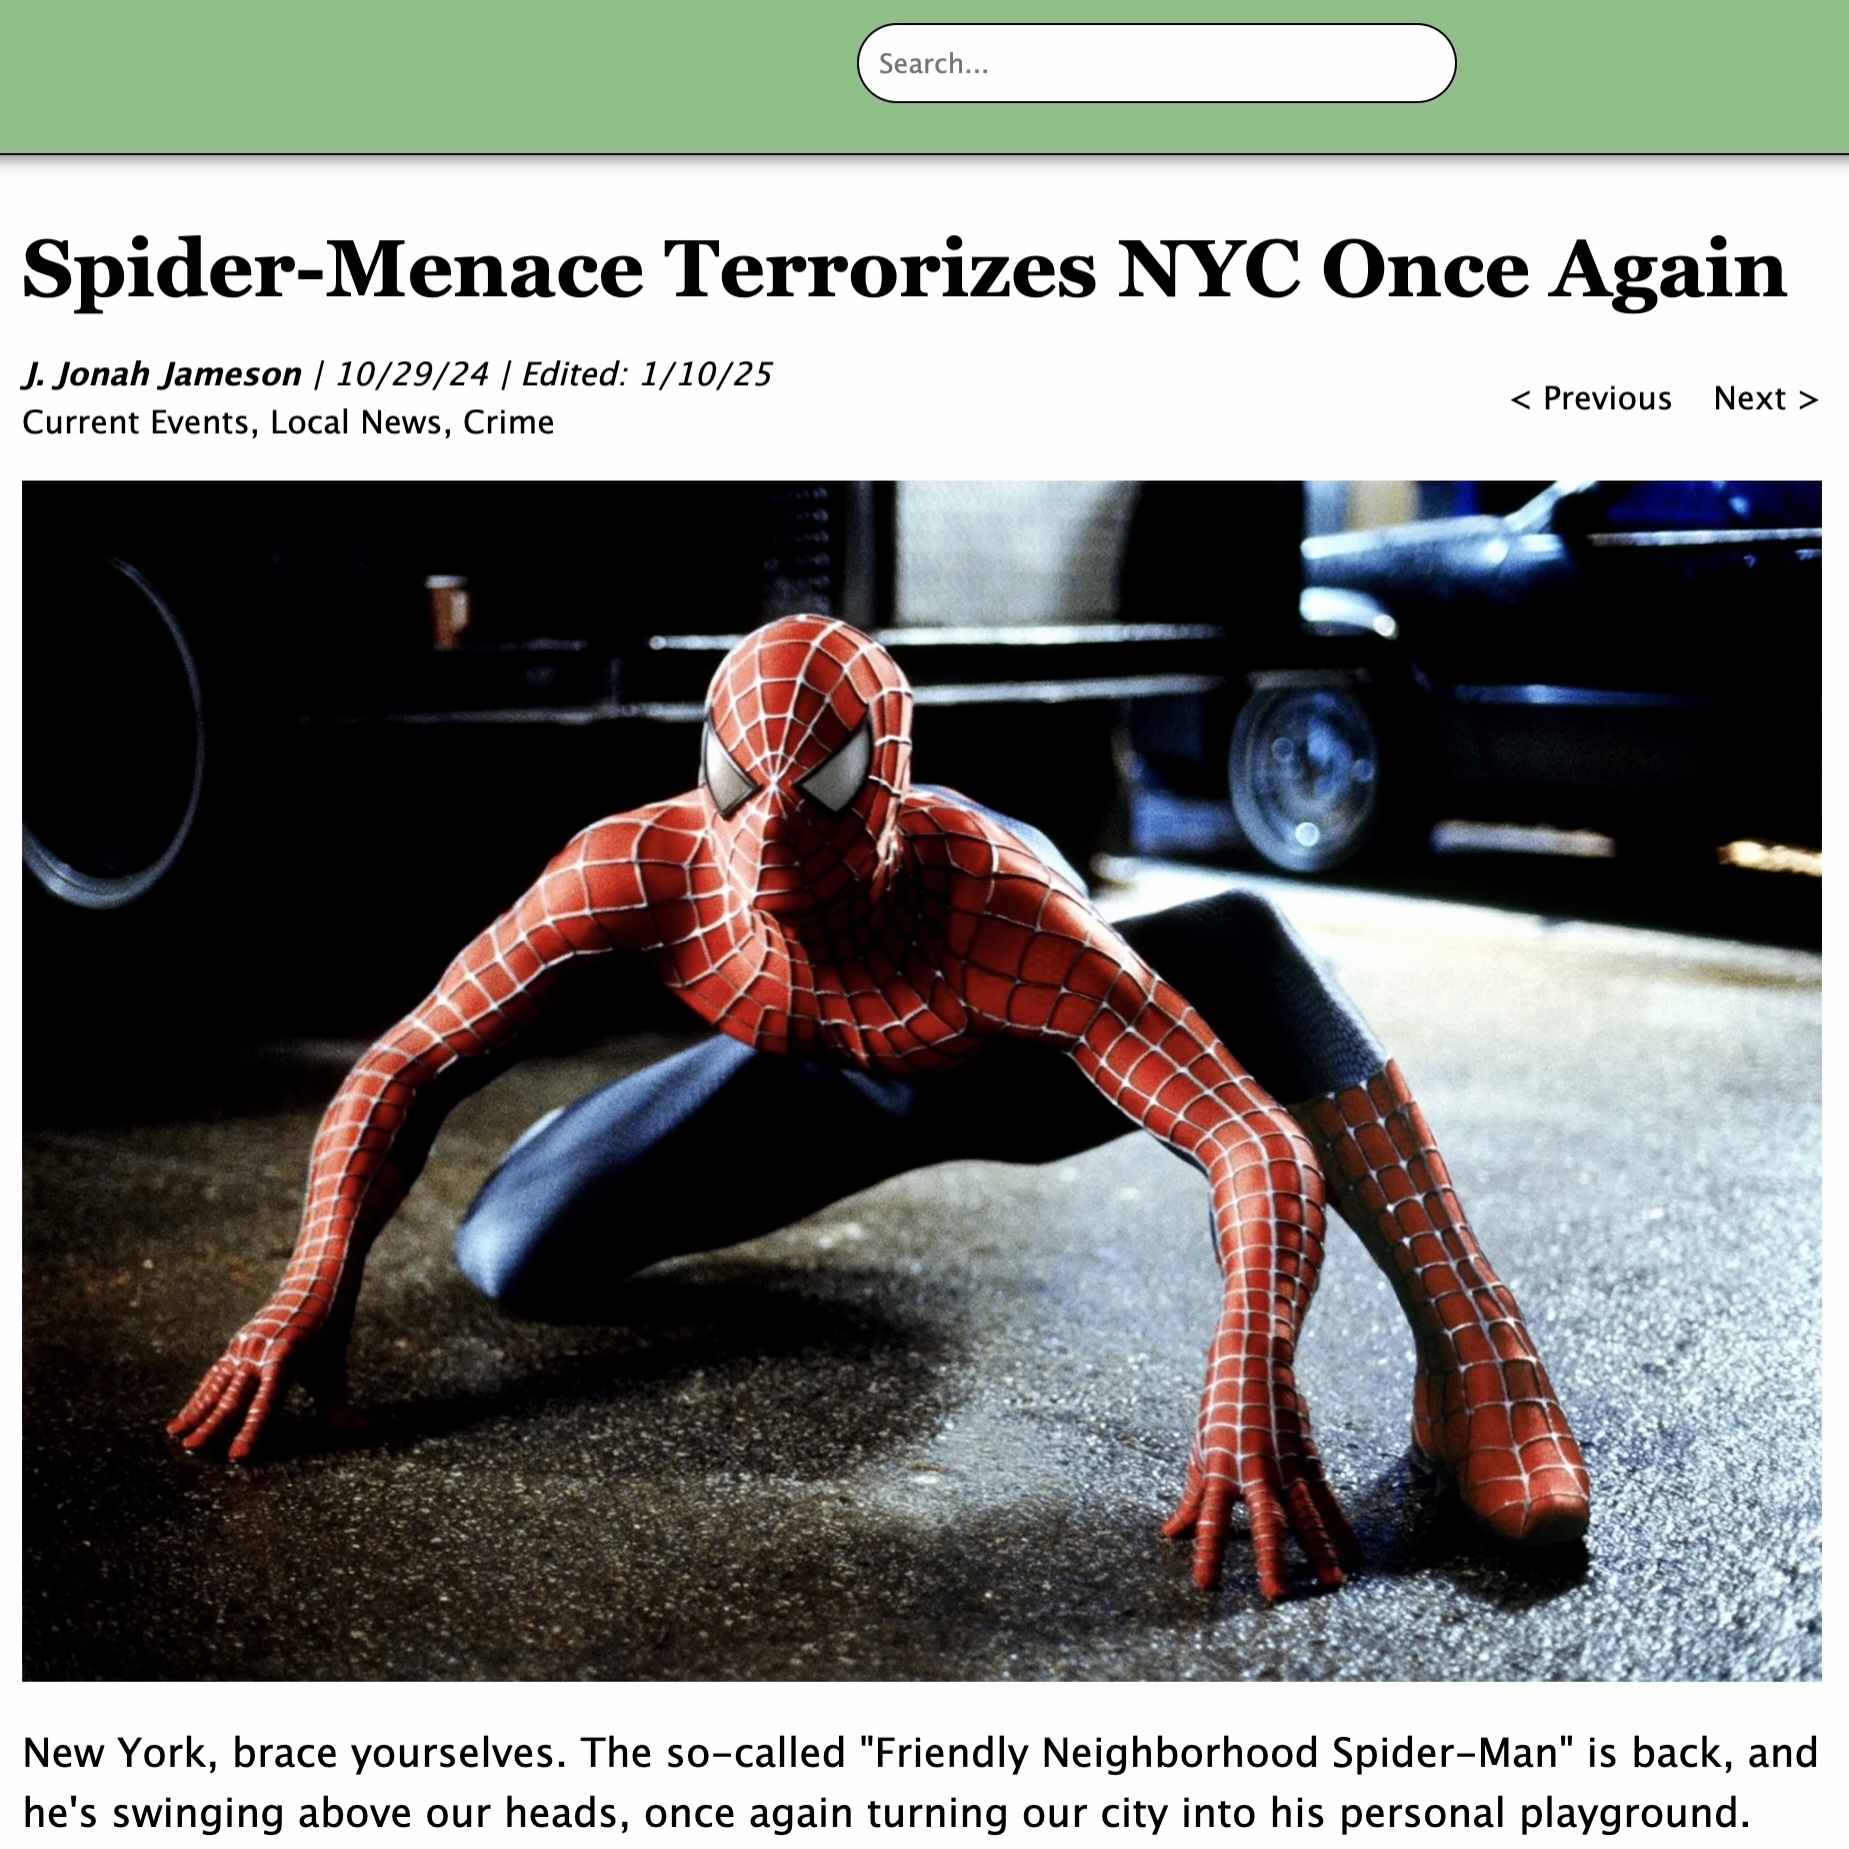 Search...
Spider-Menace Terrorizes NYC Once Again
J. Jonah Jameson | 10/29/24 | Edited: 1/10/25
Current Events, Local News, Crime
< Previous Next >
New York, brace yourselves. The so-called "Friendly Neighborhood Spider-Man" is back, and
he's swinging above our heads, once again turning our city into his personal playground.